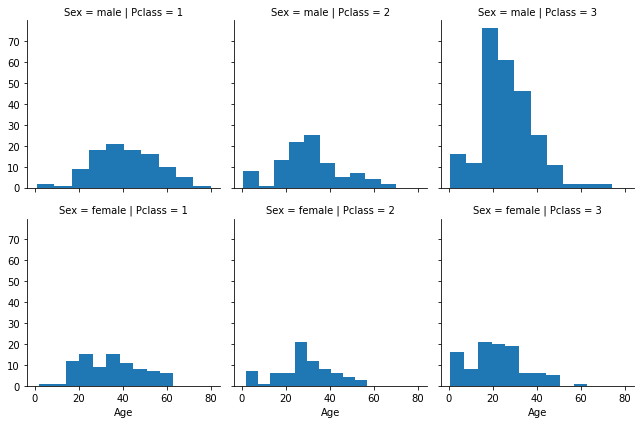 Sex = male | Pclass = 1
Sex = male | Pclass = 2
Sex = male | Pclass = 3
70
60
50
40
30
20
10
0
Sex = female | Pclass = 1
Sex = female | Pclass = 2
Sex = female | Pclass = 3
70
60
50
40
30
20
10
0
0 20 40 60 80
0 20 40 60 80
0 20 40 60 80
Age
Age
Age